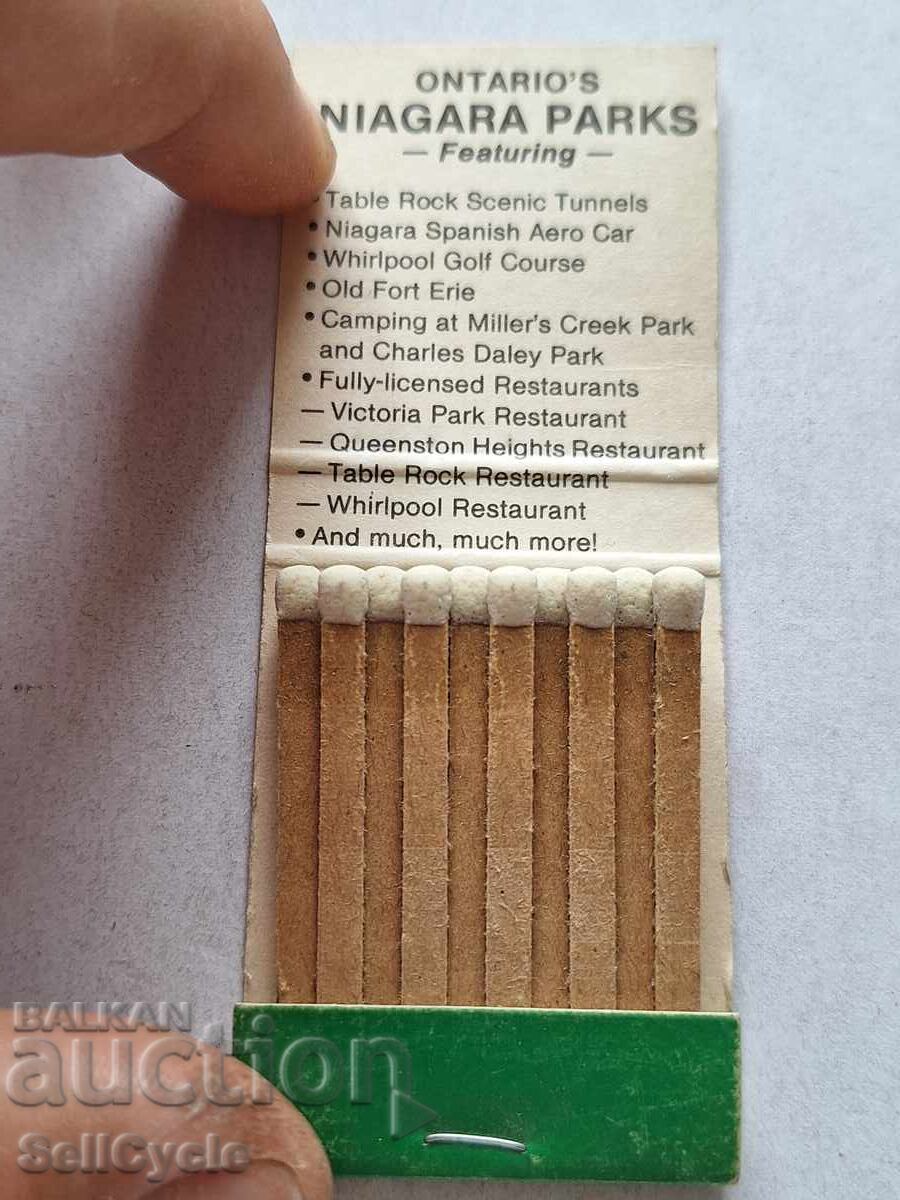 ONTARIO'S
NIAGARA PARKS
— Featuring —
• Table Rock Scenic Tunnels
• Niagara Spanish Aero Car
• Whirlpool Golf Course
• Old Fort Erie
• Camping at Miller's Creek Park
and Charles Daley Park
• Fully-licensed Restaurants
— Victoria Park Restaurant
— Queenston Heights Restaurant
— Table Rock Restaurant
— Whirlpool Restaurant
• And much, much more!
BALKAN
auction
SellCycle